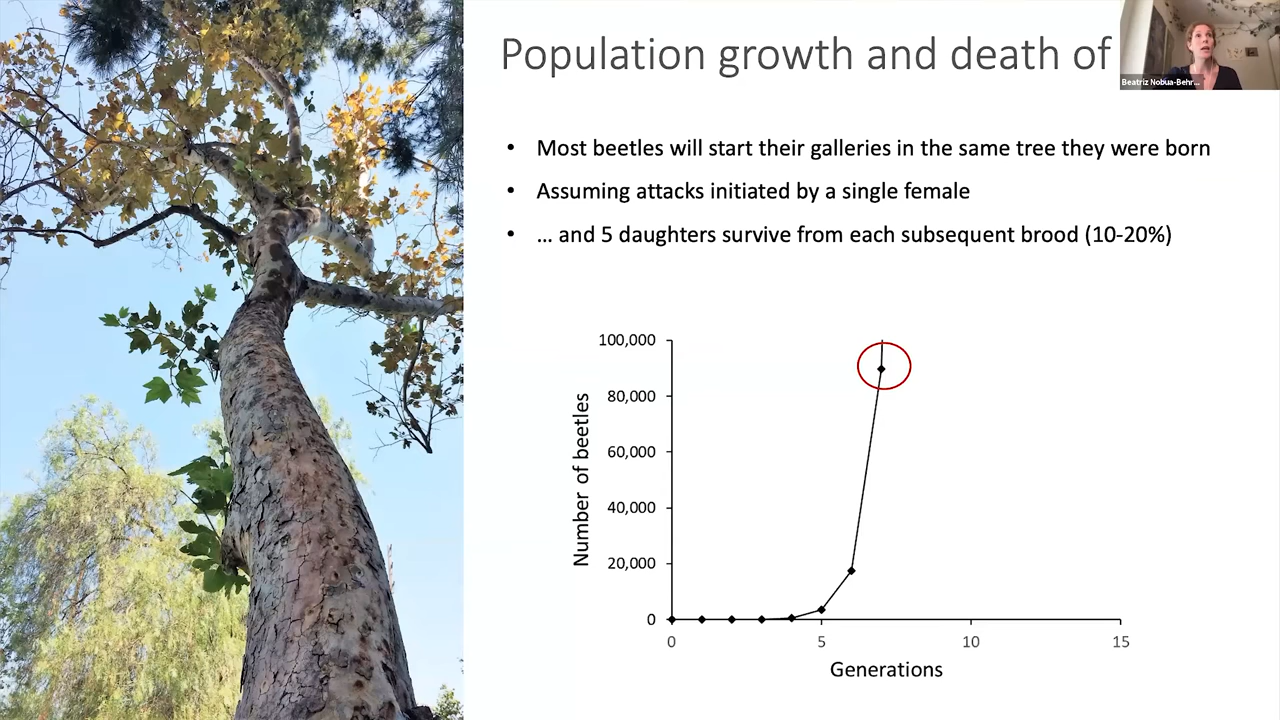 Population growth and death of
Beatriz Nobua-Behr...
• Most beetles will start their galleries in the same tree they were born
• Assuming attacks initiated by a single female
• … and 5 daughters survive from each subsequent brood (10-20%)
100,000
80,000
60,000
40,000
20,000
0
Number of beetles
0 5 10 15
Generations